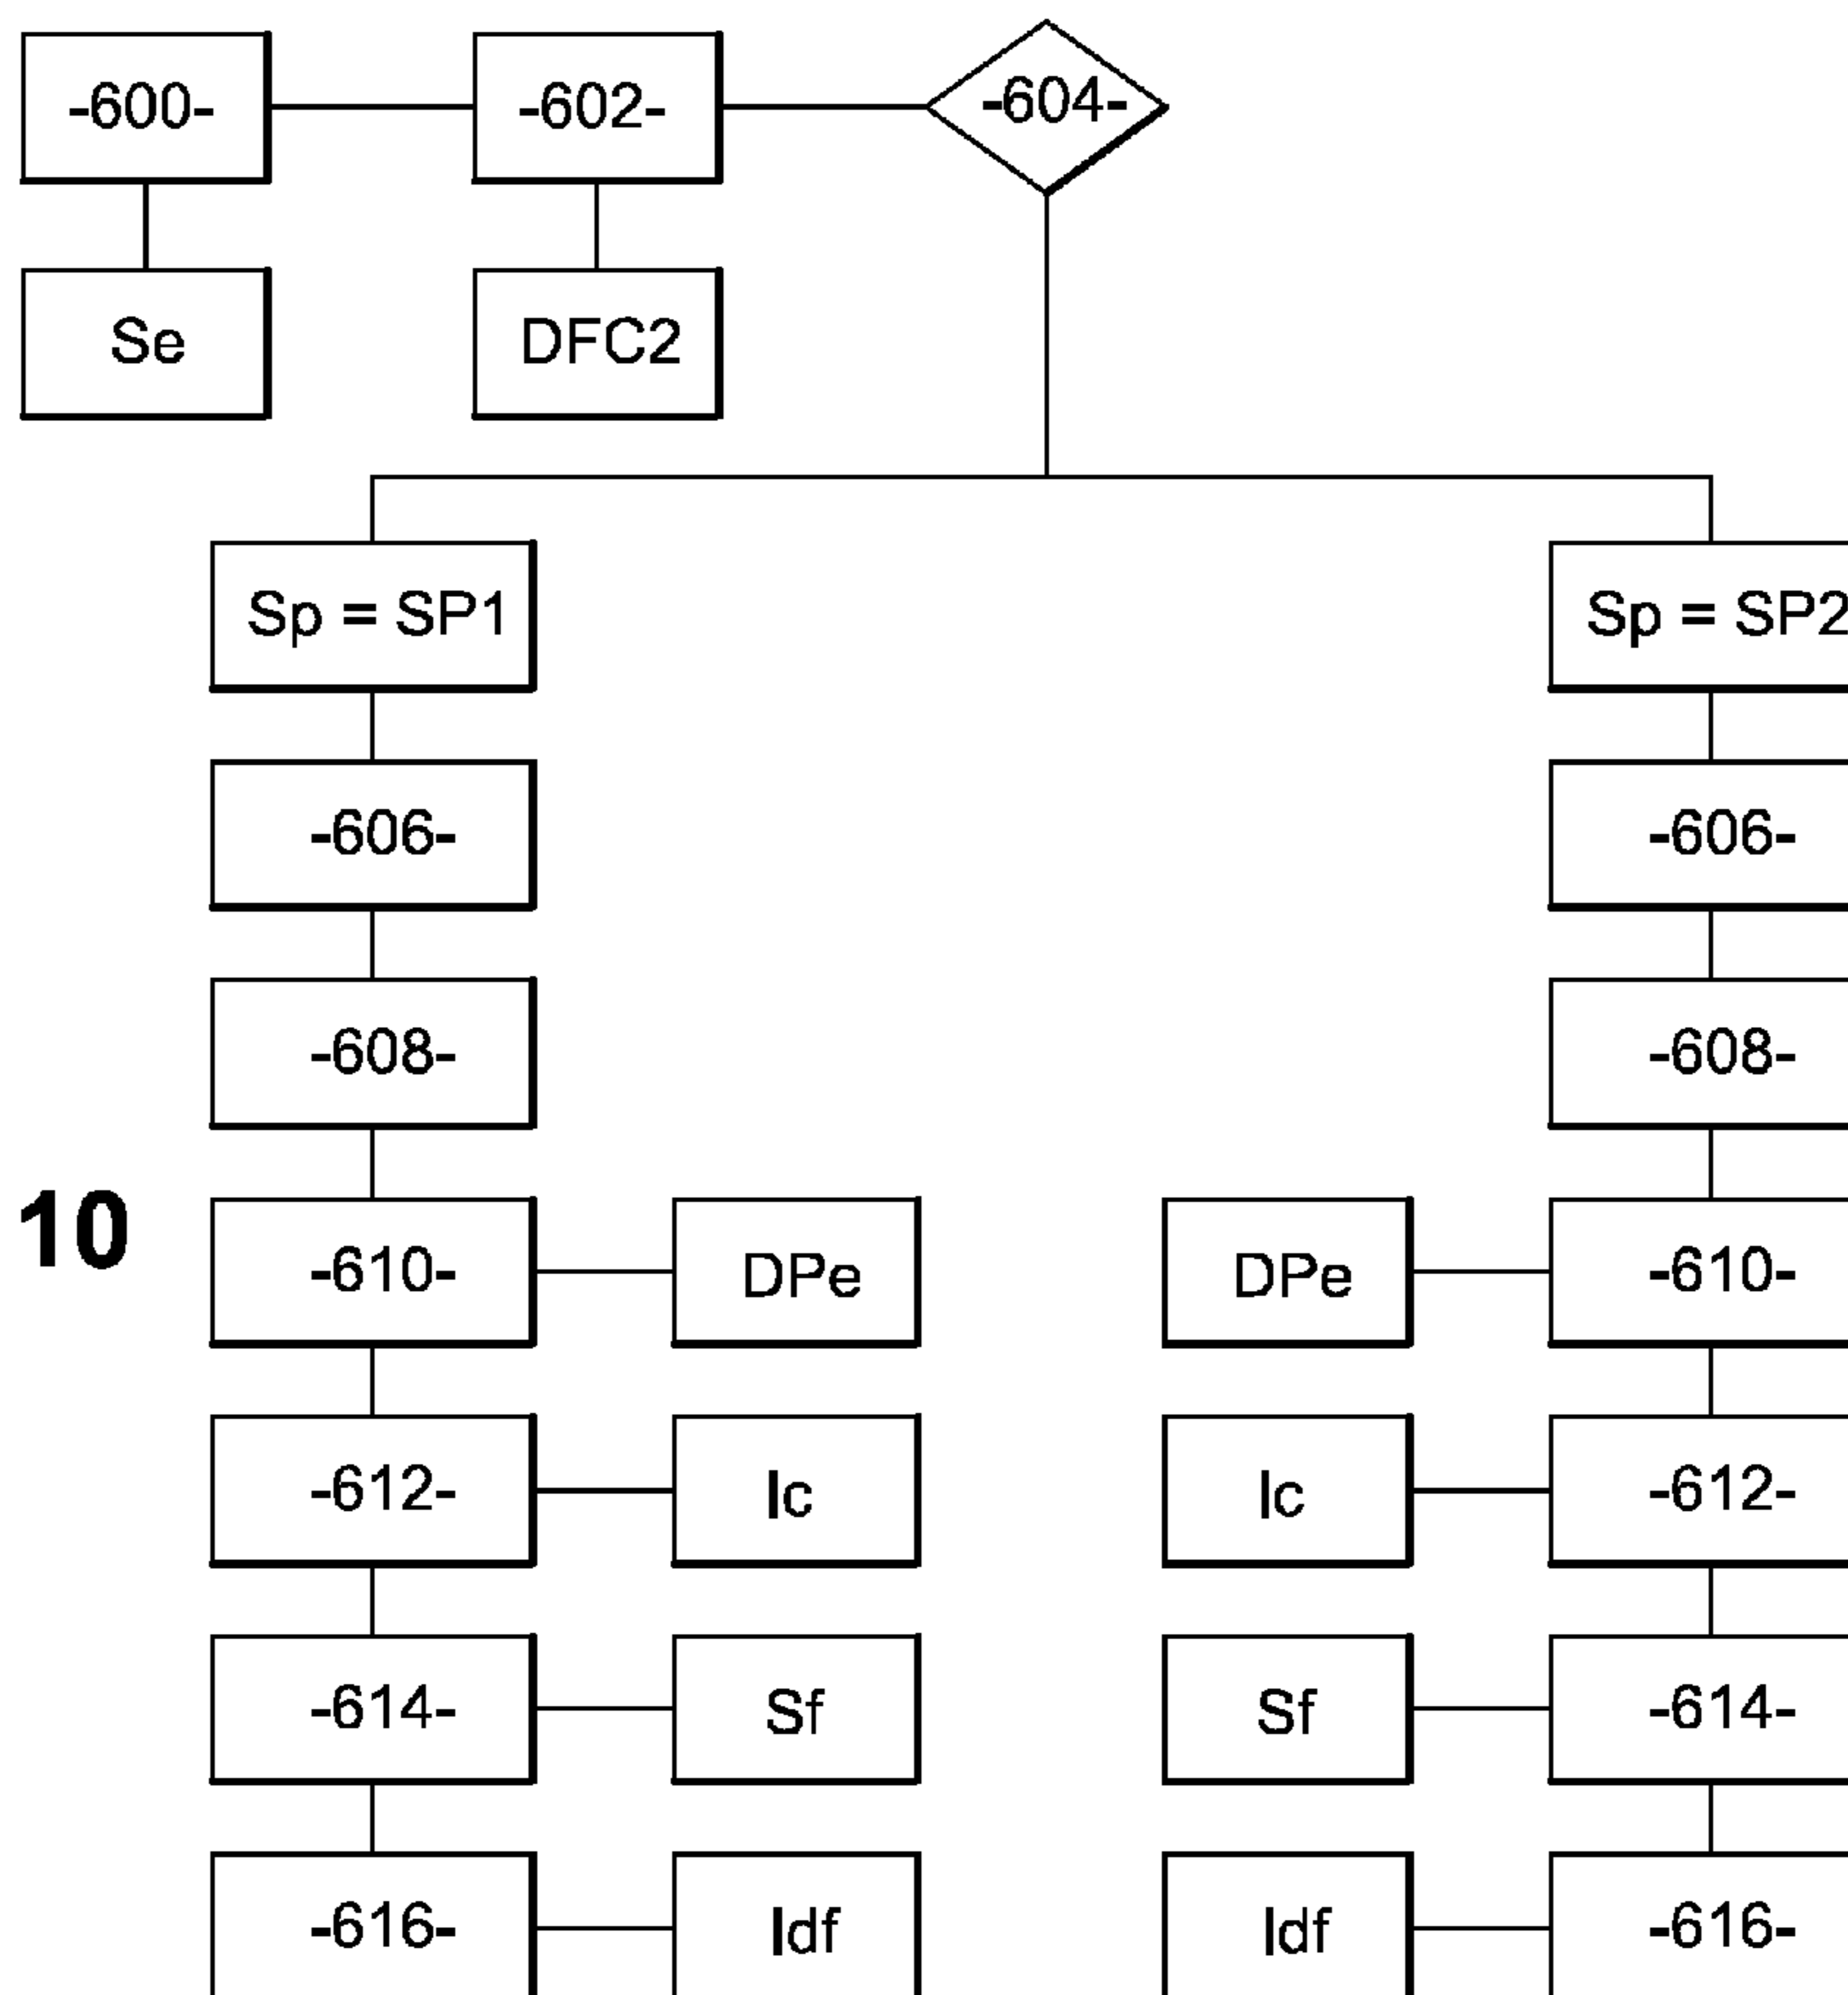 -600-
-602-
-604-
Se
DFC2
Sp = SP1
Sp = SP2
-606-
-606-
-608-
-608-
10
-610-
DPe
DPe
-610-
-612-
Ic
Ic
-612-
-614-
Sf
Sf
-614-
-616-
Idf
Idf
-616-